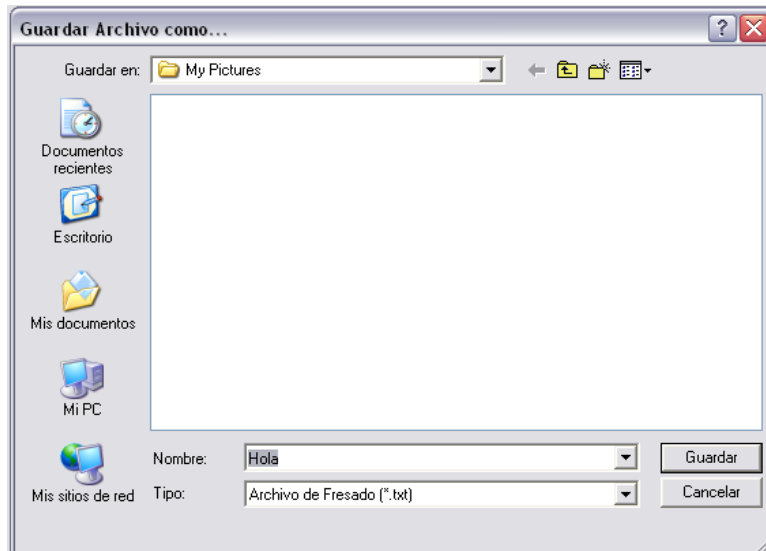 Guardar Archivo como...
Guardar en: My Pictures
Documentos
recientes
Escritorio
Mis documentos
Mi PC
Mis sitios de red
Nombre: Hola Guardar
Tipo: Archivo de Fresado (*.txt) Cancelar